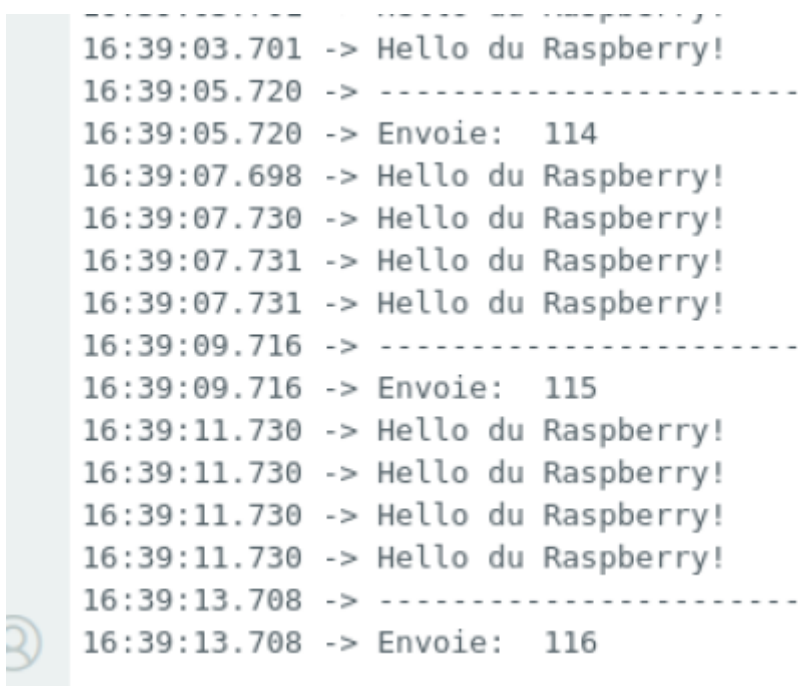 16:39:03.701 -> Hello du Raspberry!
16:39:05.720 -> -----------------------
16:39:05.720 -> Envoie:  114
16:39:07.698 -> Hello du Raspberry!
16:39:07.730 -> Hello du Raspberry!
16:39:07.731 -> Hello du Raspberry!
16:39:07.731 -> Hello du Raspberry!
16:39:09.716 -> -----------------------
16:39:09.716 -> Envoie:  115
16:39:11.730 -> Hello du Raspberry!
16:39:11.730 -> Hello du Raspberry!
16:39:11.730 -> Hello du Raspberry!
16:39:11.730 -> Hello du Raspberry!
16:39:13.708 -> -----------------------
16:39:13.708 -> Envoie:  116